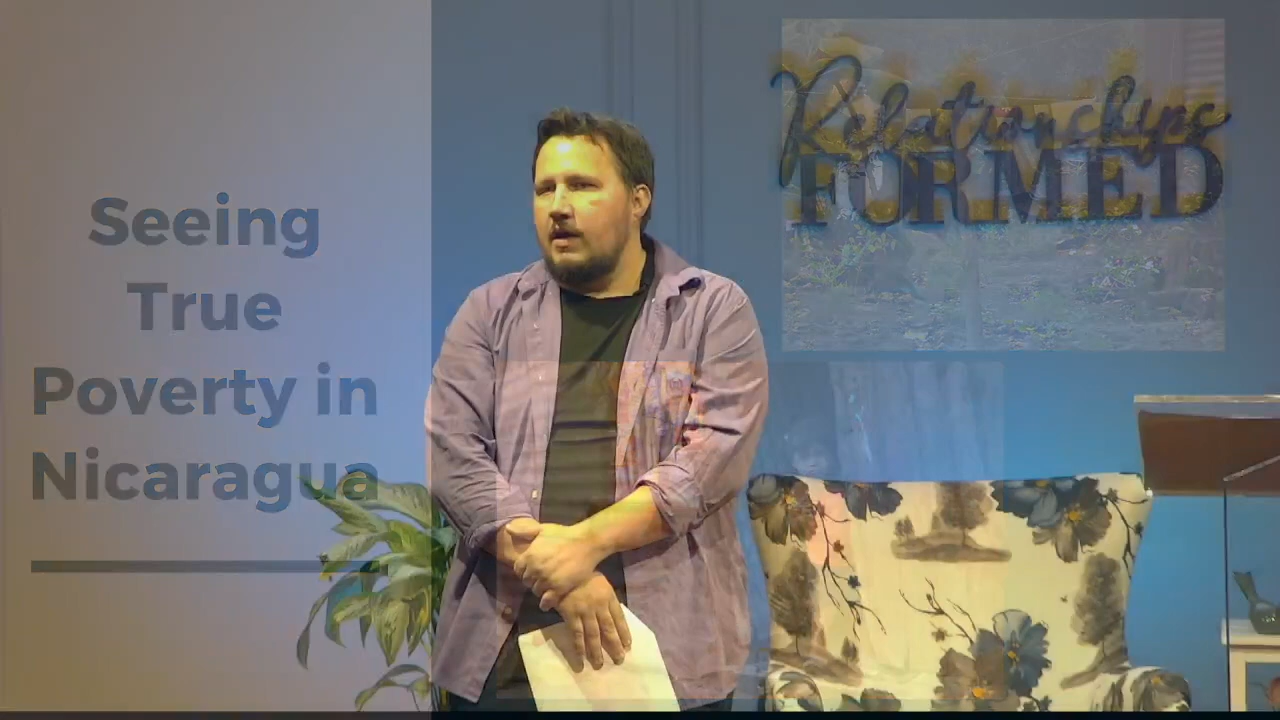 Seeing
True
Poverty in
Nicaragua
Relationships
FORMED